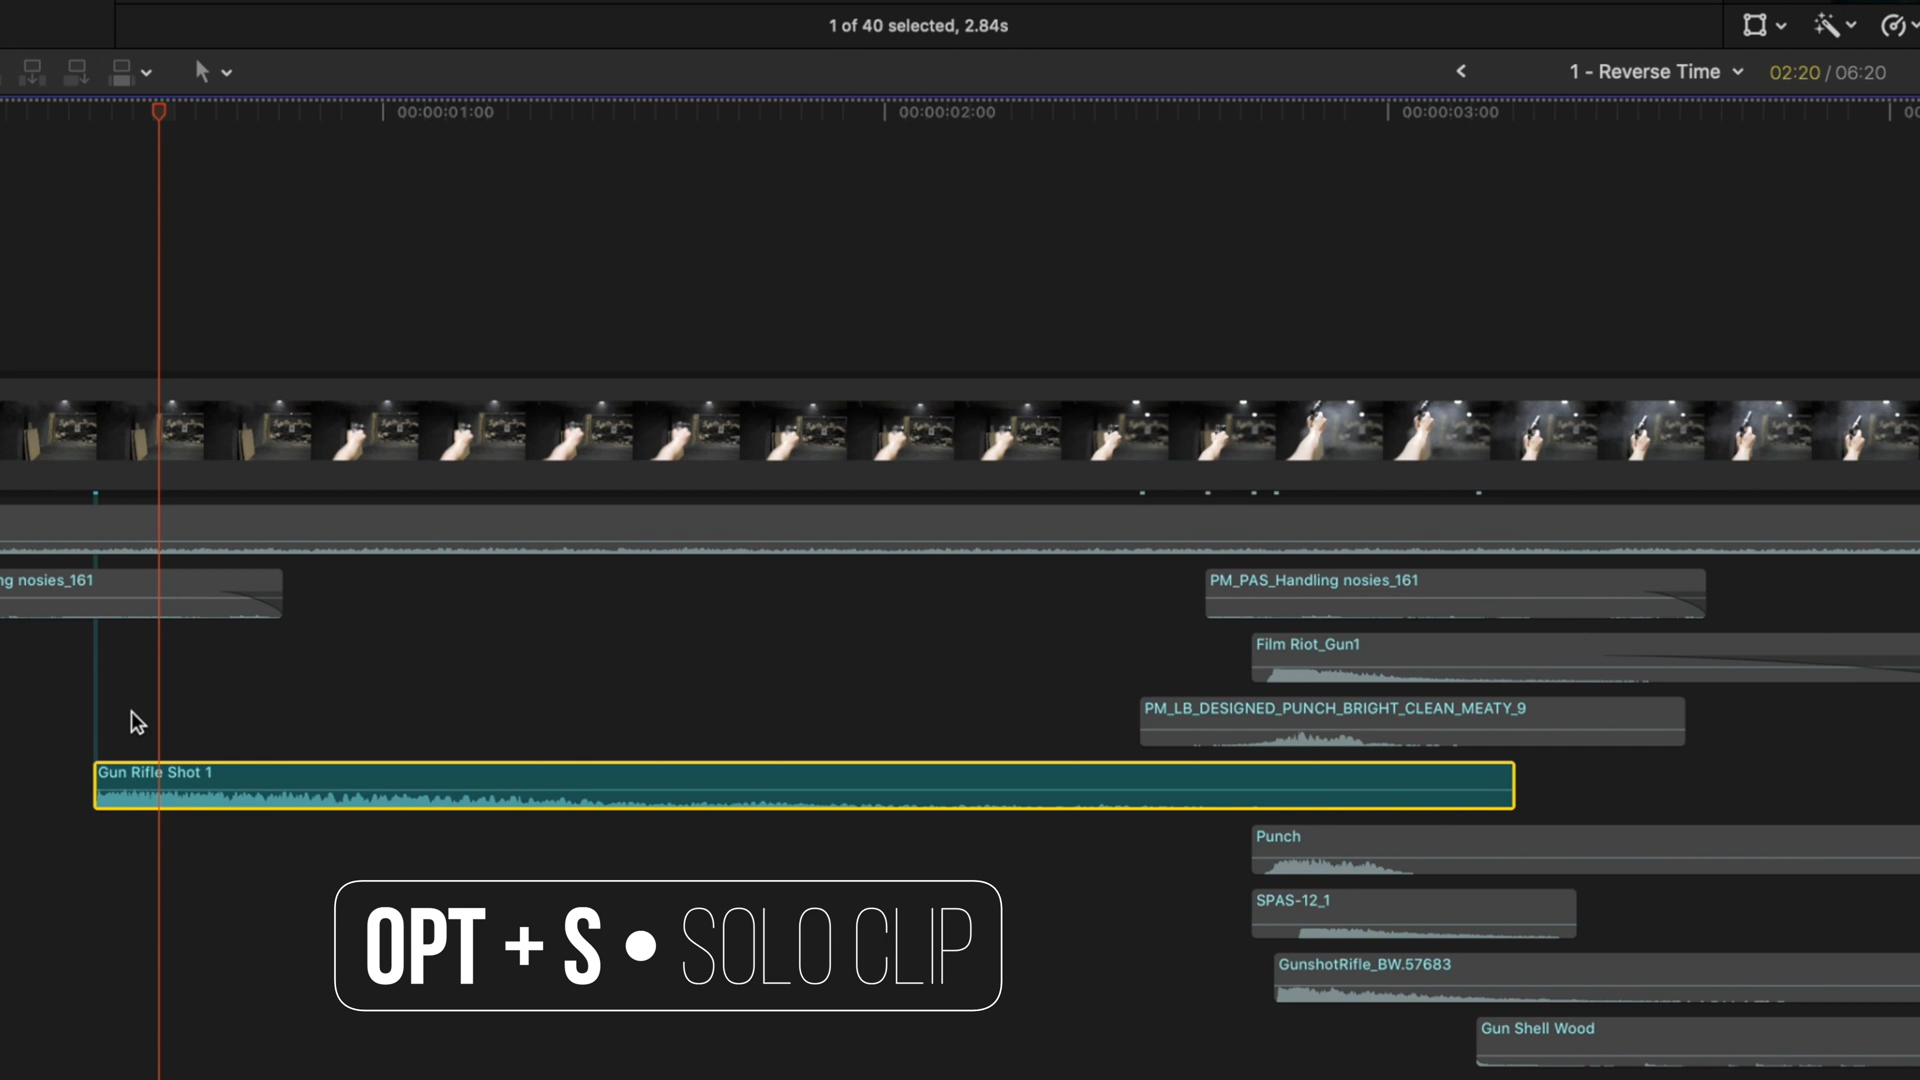 1 of 40 selected, 2.84s
1 - Reverse Time
02:20 / 06:20
00:00:01:00
00:00:02:00
00:00:03:00
ng nosies_161
PM_PAS_Handling nosies_161
Film Riot_Gun1
PM_LB_DESIGNED_PUNCH_BRIGHT_CLEAN_MEATY_9
Gun Rifle Shot 1
Punch
SPAS-12_1
OPT + S • SOLO CLIP
GunshotRifle_BW.57683
Gun Shell Wood